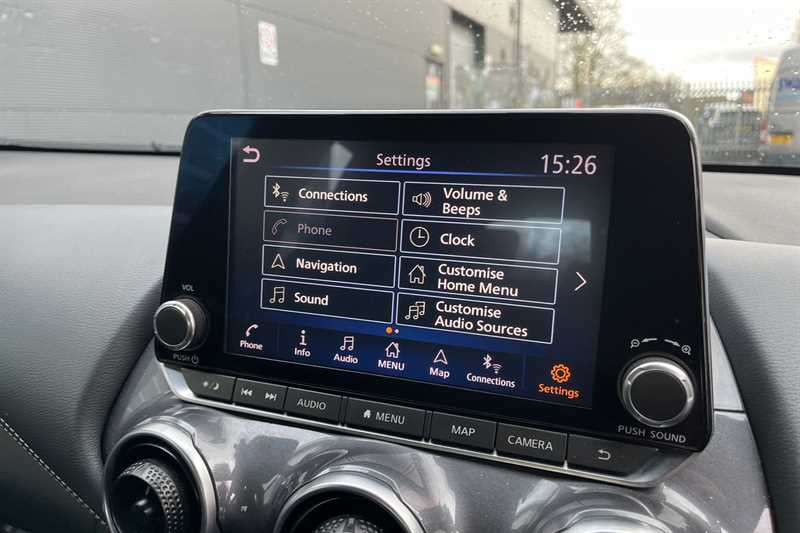 Settings
15:26
Connections
Volume &
Beeps
Phone
Clock
Navigation
Customise
Home Menu
Sound
Customise
Audio Sources
Phone
Info
Audio
MENU
Map
Connections
Settings
VOL
PUSH
AUDIO
MENU
MAP
CAMERA
PUSH SOUND